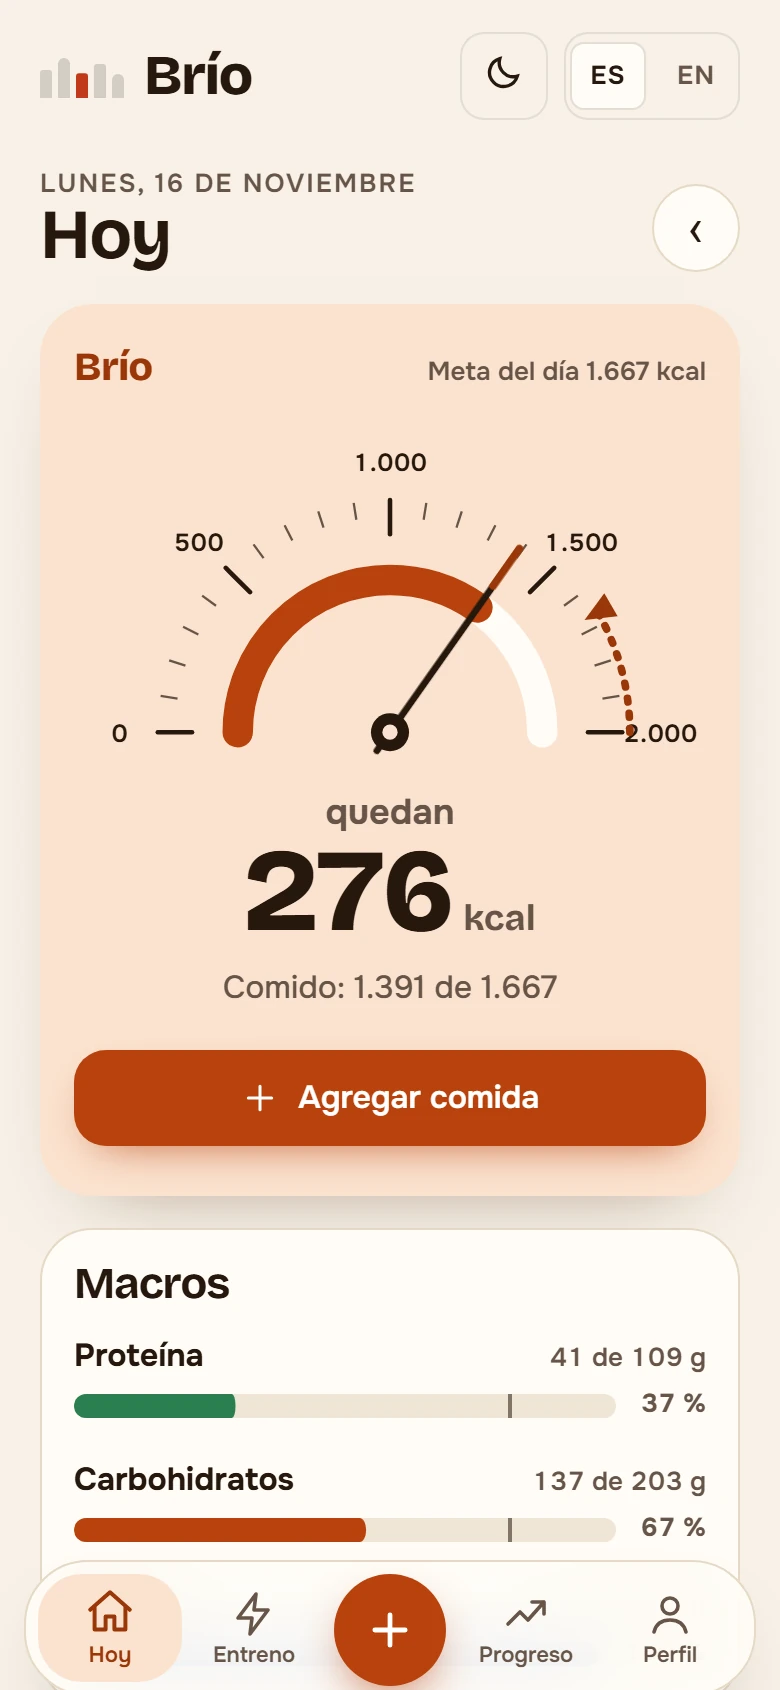 Brío
ES EN
LUNES, 16 DE NOVIEMBRE
Hoy
Brío
Meta del día 1.667 kcal
1.000
500
1.500
0
2.000
quedan
276 kcal
Comido: 1.391 de 1.667
+ Agregar comida
Macros
Proteína
41 de 109 g
37 %
Carbohidratos
137 de 203 g
67 %
Hoy
Entreno
+
Progreso
Perfil